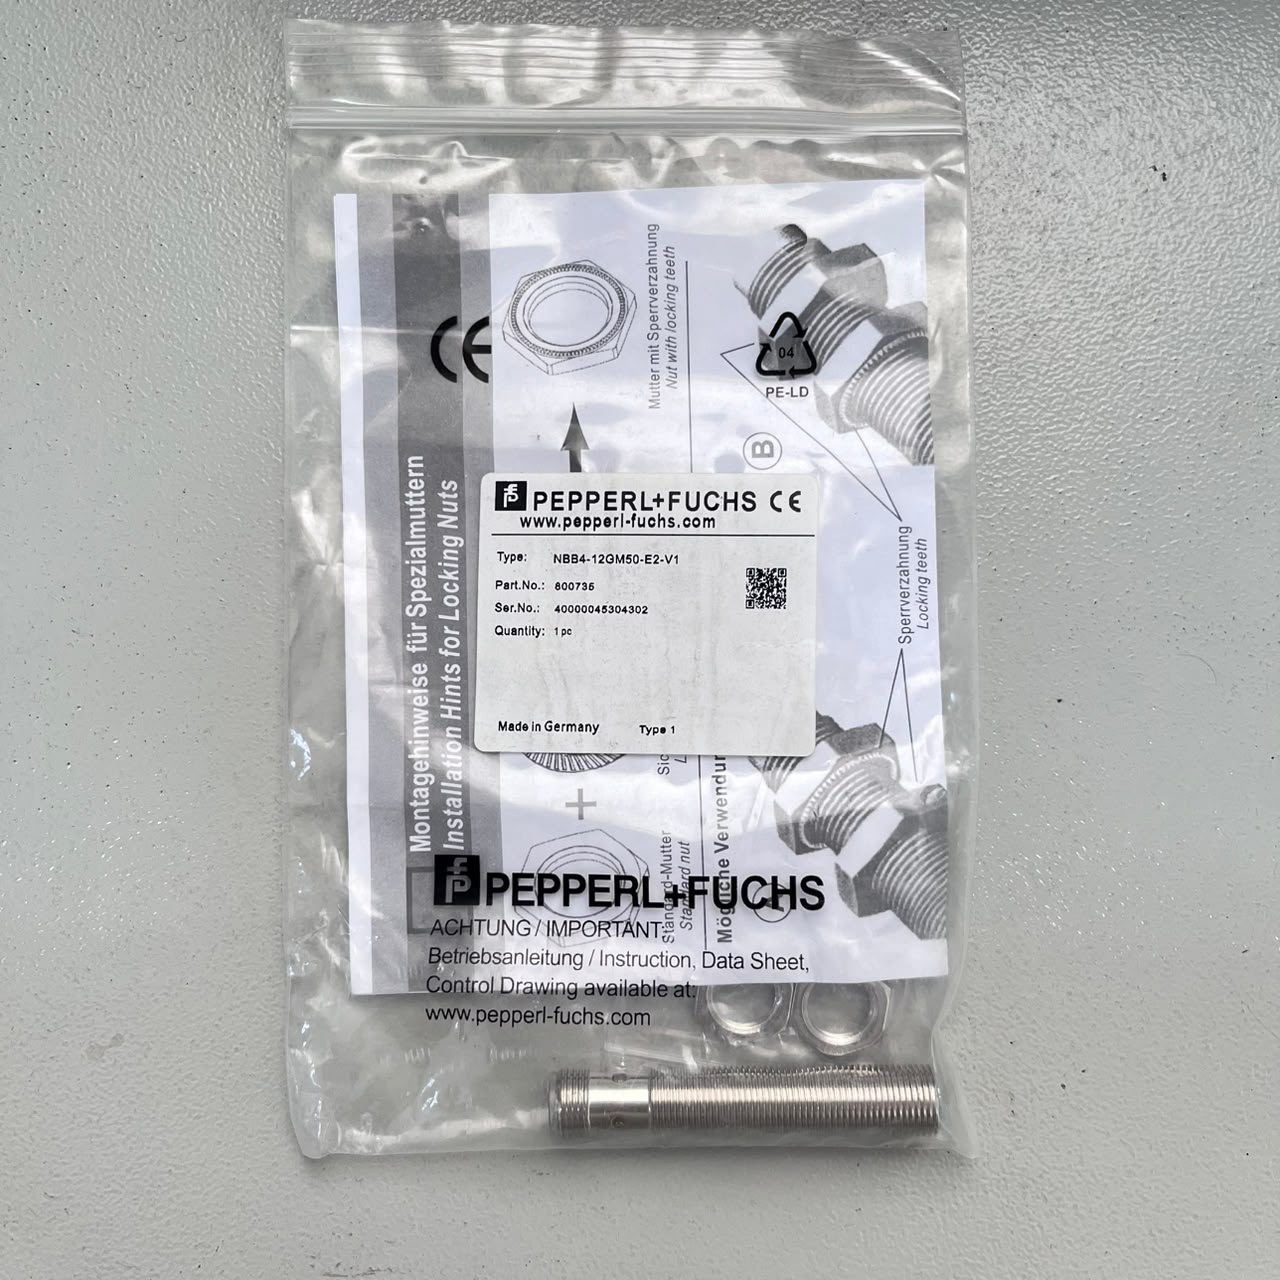 CE
Mutter mit Sperrverzahnung
Nut with locking teeth
04
PE-LD
B
Montagehinweise für Spezialmuttern
Installation Hints for Locking Nuts
PEPPERL+FUCHS CE
www.pepperl-fuchs.com
Type: NBB4-12GM50-E2-V1
Part.No.: 800735
Ser.No.: 40000045304302
Quantity: 1 pc
Made in Germany Type 1
Sperrverzahnung
Locking teeth
+
Standard-Mutter
Standard nut
Mögliche
PEPPERL+FUCHS
ACHTUNG / IMPORTANT:
Betriebsanleitung / Instruction, Data Sheet,
Control Drawing available at:
www.pepperl-fuchs.com